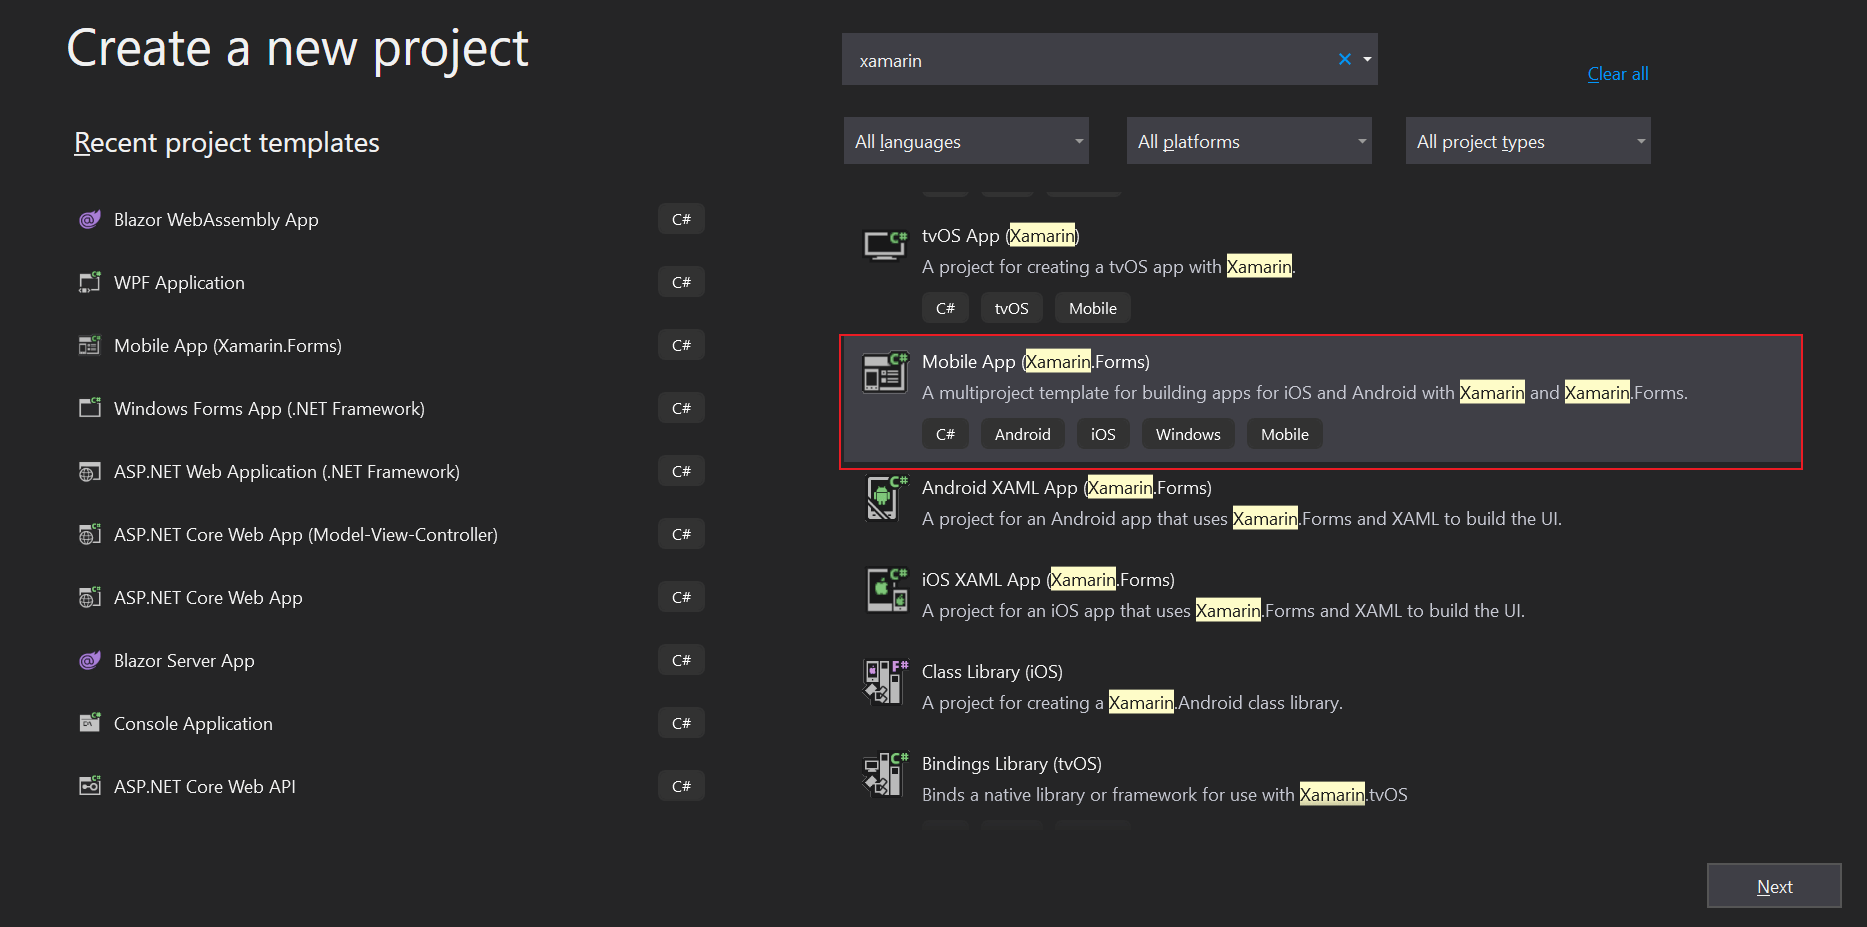 Create a new project
Recent project templates
Blazor WebAssembly App C#
WPF Application C#
Mobile App (Xamarin.Forms) C#
Windows Forms App (.NET Framework) C#
ASP.NET Web Application (.NET Framework) C#
ASP.NET Core Web App (Model-View-Controller) C#
ASP.NET Core Web App C#
Blazor Server App C#
Console Application C#
ASP.NET Core Web API C#
xamarin
Clear all
All languages All platforms All project types
tvOS App (Xamarin)
A project for creating a tvOS app with Xamarin.
C# tvOS Mobile
Mobile App (Xamarin.Forms)
A multiproject template for building apps for iOS and Android with Xamarin and Xamarin.Forms.
C# Android iOS Windows Mobile
Android XAML App (Xamarin.Forms)
A project for an Android app that uses Xamarin.Forms and XAML to build the UI.
iOS XAML App (Xamarin.Forms)
A project for an iOS app that uses Xamarin.Forms and XAML to build the UI.
Class Library (iOS)
A project for creating a Xamarin.Android class library.
Bindings Library (tvOS)
Binds a native library or framework for use with Xamarin.tvOS
Next